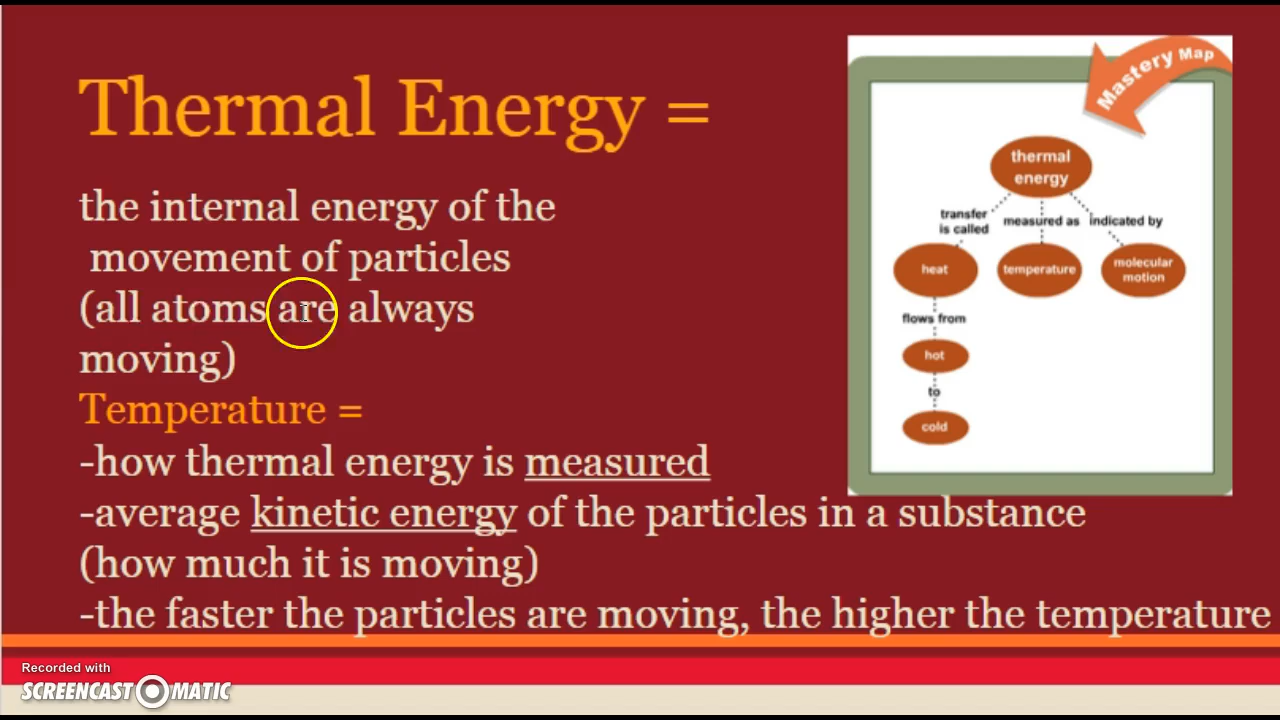 Thermal Energy =
the internal energy of the
movement of particles
(all atoms are always
moving)
Temperature =
-how thermal energy is measured
-average kinetic energy of the particles in a substance
(how much it is moving)
-the faster the particles are moving, the higher the temperature
Mastery Map
thermal
energy
transfer
is called
measured as
indicated by
heat
temperature
molecular
motion
flows from
hot
to
cold
Recorded with
SCREENCAST MATIC